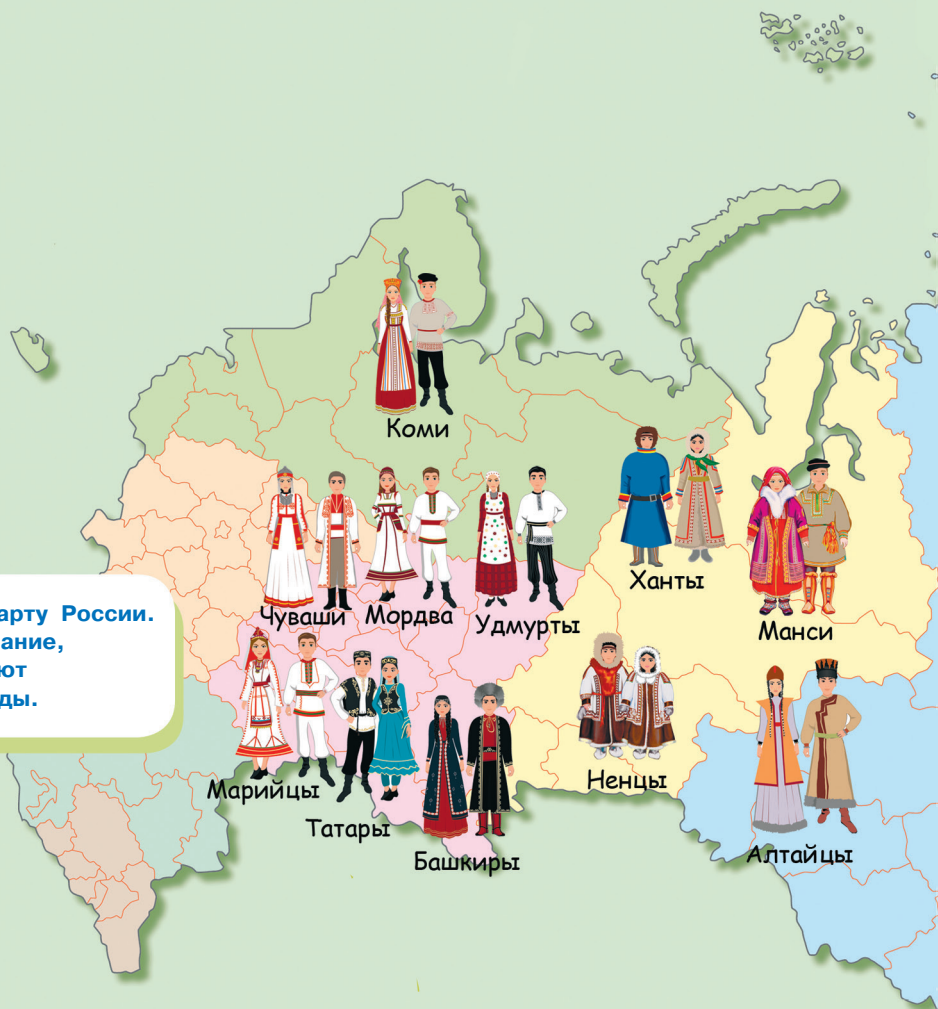 Коми
Ханты
Чуваши
Мордва
Удмурты
Манси
арту России.
ание,
ют
ды.
Марийцы
Ненцы
Татары
Башкиры
Алтайцы